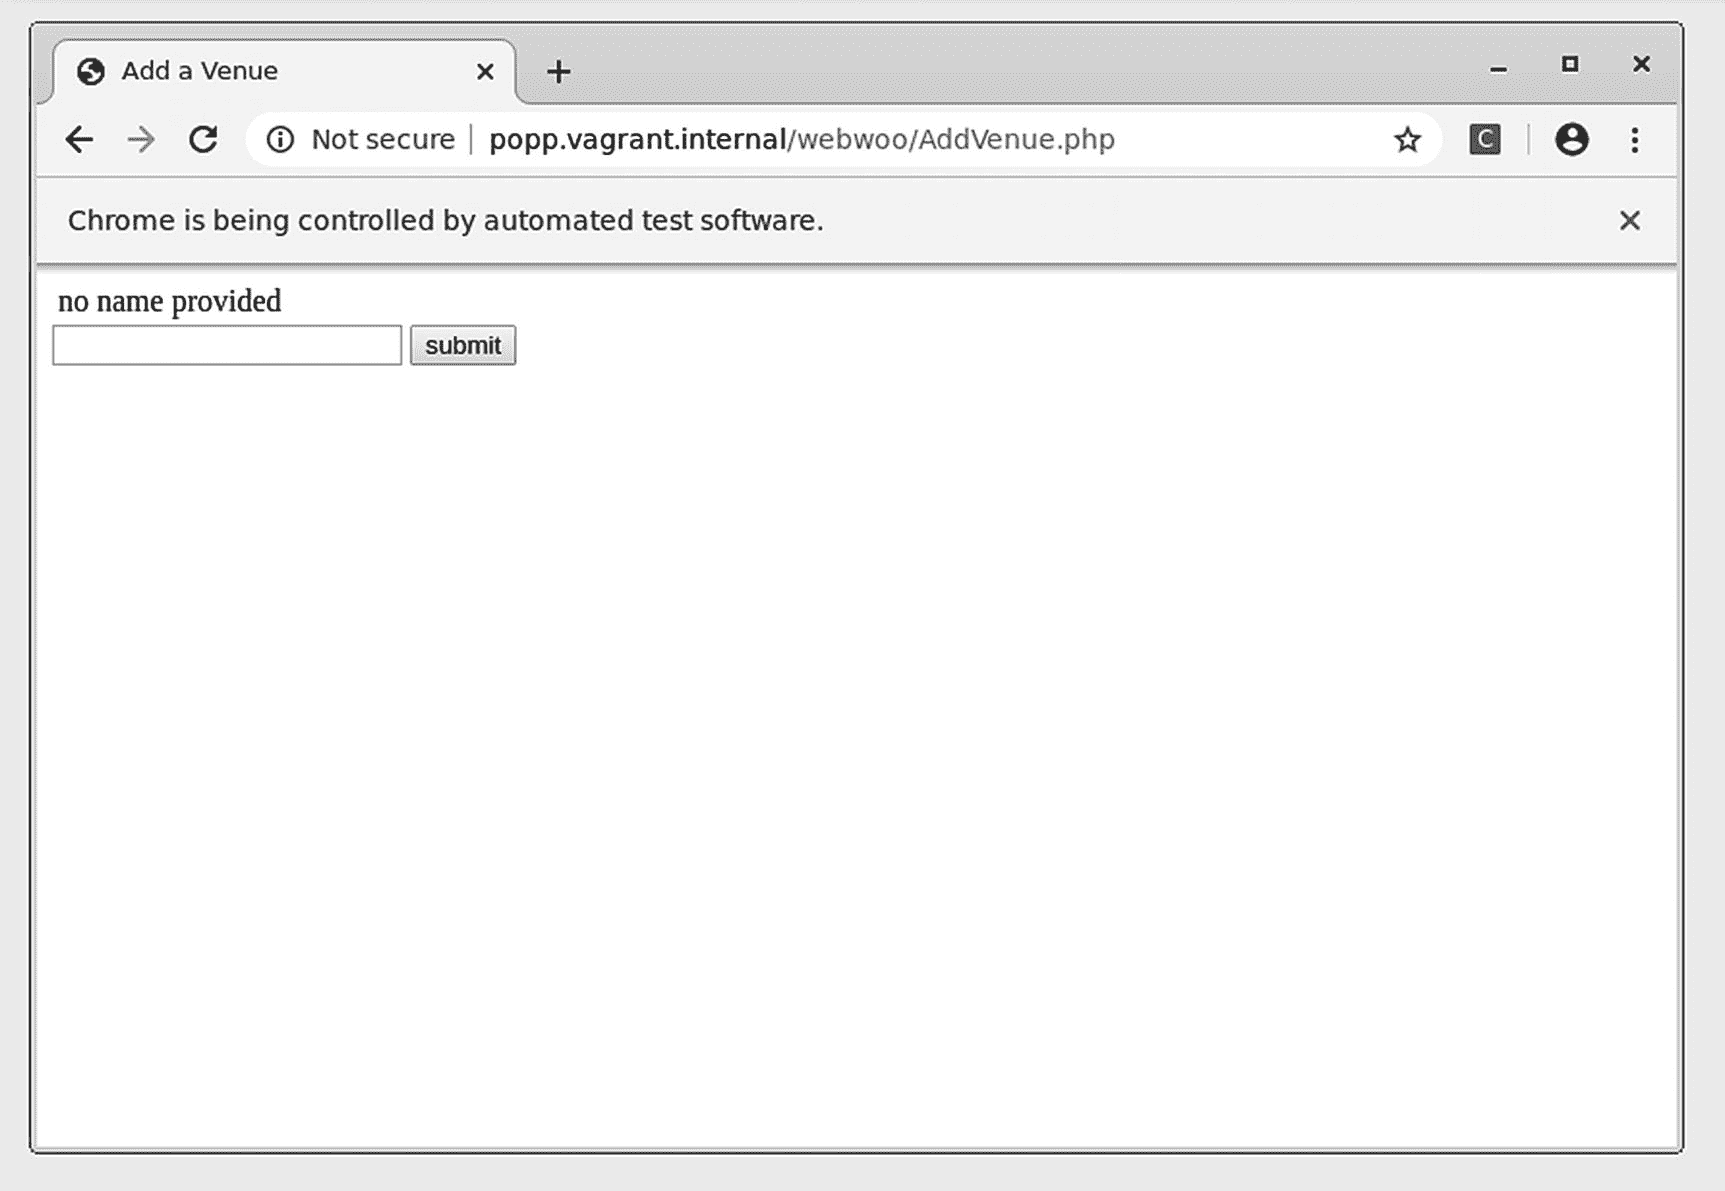 Add a Venue
Not secure popp.vagrant.internal/webwoo/AddVenue.php C
Chrome is being controlled by automated test software.
no name provided
submit